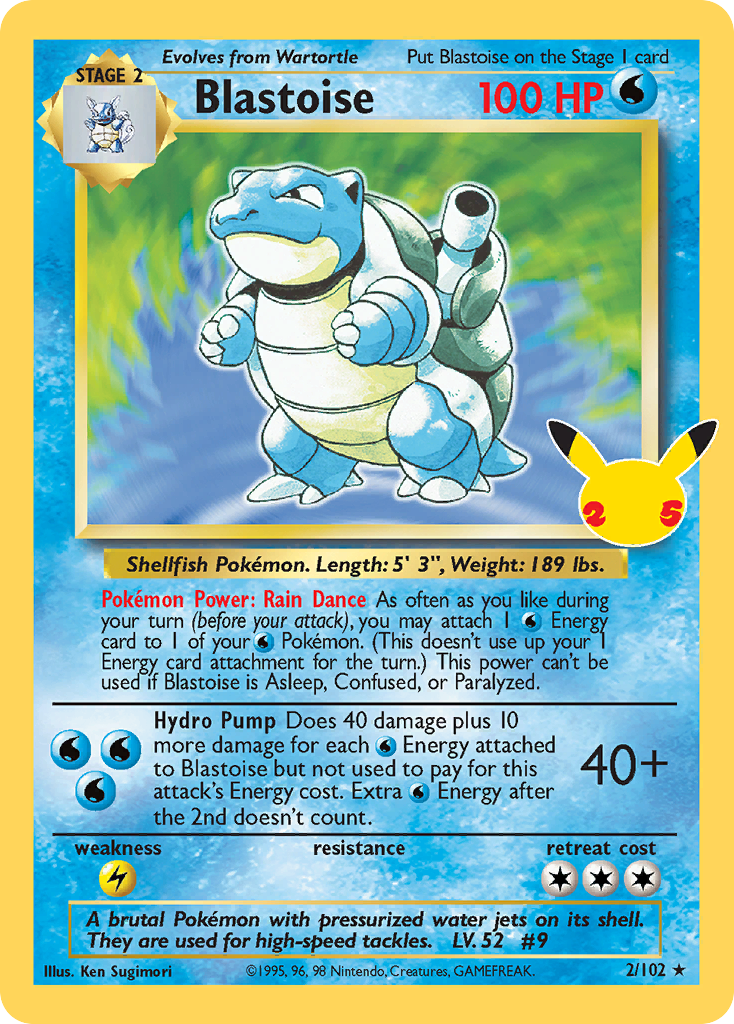 Evolves from Wartortle Put Blastoise on the Stage 1 card
STAGE 2
Blastoise 100 HP
25
Shellfish Pokémon. Length: 5' 3", Weight: 189 lbs.
Pokémon Power: Rain Dance As often as you like during
your turn (before your attack), you may attach 1 Energy
card to 1 of your Pokémon. (This doesn't use up your 1
Energy card attachment for the turn.) This power can't be
used if Blastoise is Asleep, Confused, or Paralyzed.
Hydro Pump Does 40 damage plus 10
more damage for each Energy attached
to Blastoise but not used to pay for this
attack's Energy cost. Extra Energy after
the 2nd doesn't count.
40+
weakness resistance retreat cost
A brutal Pokémon with pressurized water jets on its shell.
They are used for high-speed tackles. LV. 52 #9
Illus. Ken Sugimori ©1995, 96, 98 Nintendo, Creatures, GAMEFREAK. 2/102 ★